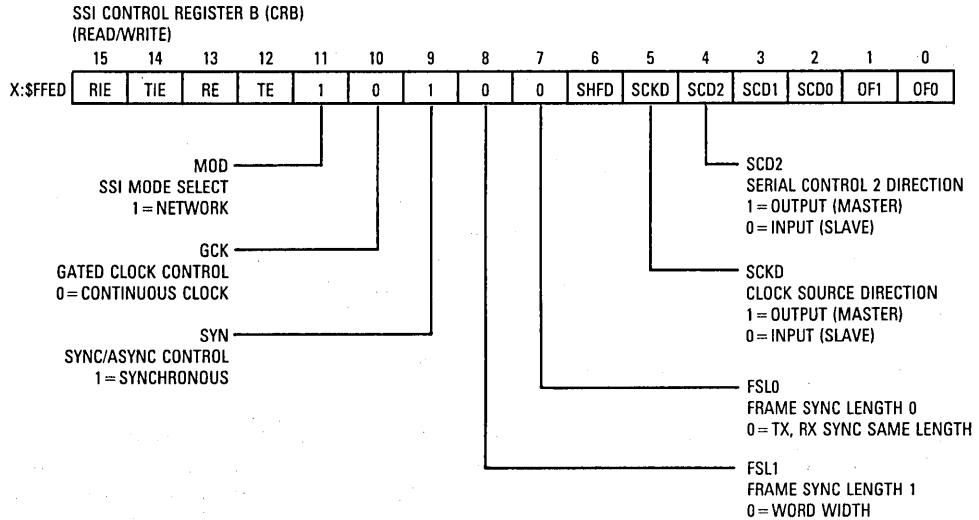 SSI CONTROL REGISTER B (CRB)
(READ/WRITE)
15 14 13 12 11 10 9 8 7 6 5 4 3 2 1 0
X:$FFED RIE TIE RE TE 1 0 1 0 0 SHFD SCKD SCD2 SCD1 SCD0 OF1 OF0
MOD
SSI MODE SELECT
1 = NETWORK
GCK
GATED CLOCK CONTROL
0 = CONTINUOUS CLOCK
SYN
SYNC/ASYNC CONTROL
1 = SYNCHRONOUS
SCD2
SERIAL CONTROL 2 DIRECTION
1 = OUTPUT (MASTER)
0 = INPUT (SLAVE)
SCKD
CLOCK SOURCE DIRECTION
1 = OUTPUT (MASTER)
0 = INPUT (SLAVE)
FSL0
FRAME SYNC LENGTH 0
0 = TX, RX SYNC SAME LENGTH
FSL1
FRAME SYNC LENGTH 1
0 = WORD WIDTH